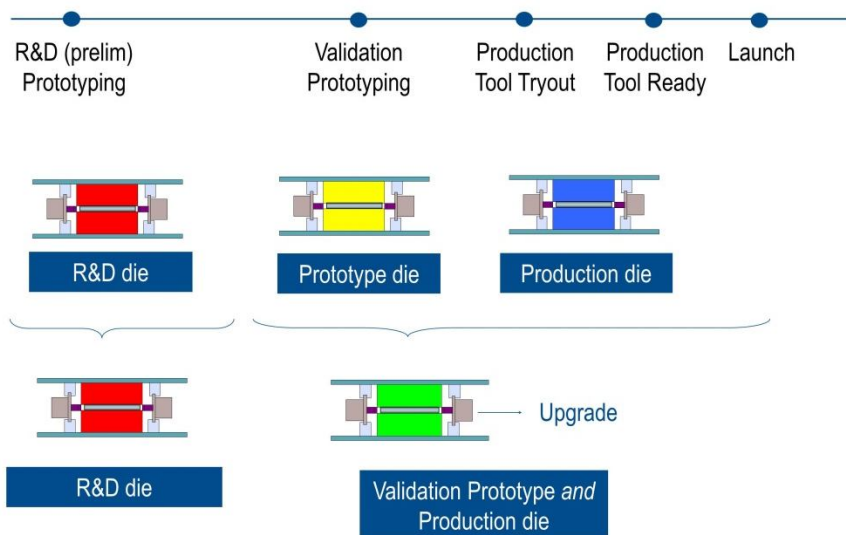 R&D (prelim)
Prototyping
Validation
Prototyping
Production
Tool Tryout
Production
Tool Ready
Launch
R&D die
Prototype die
Production die
Upgrade
R&D die
Validation Prototype and
Production die